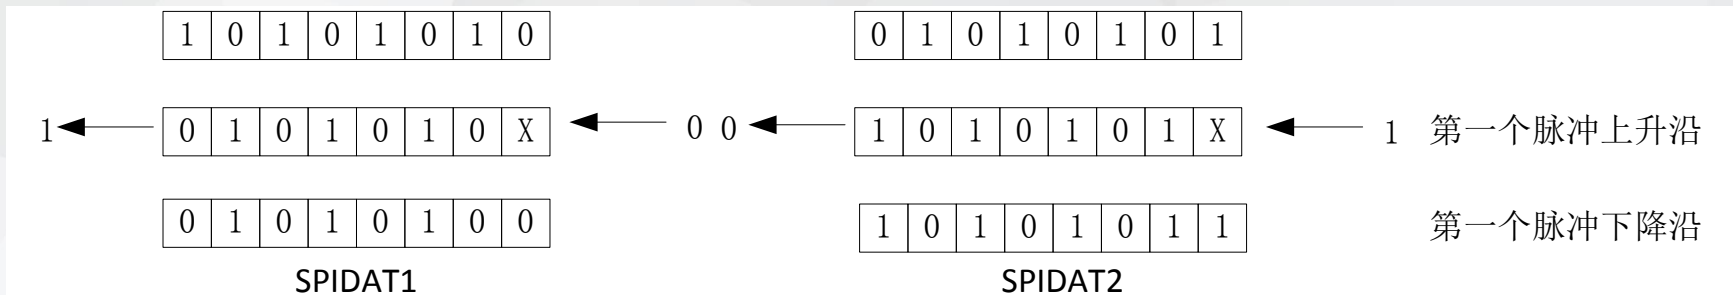 1 0 1 0 1 0 1 0 0 1 0 1 0 1 0 1
1 0 1 0 1 0 1 0 X 0 0 1 0 1 0 1 0 1 X 1 第一个脉冲上升沿
0 1 0 1 0 1 0 0 1 0 1 0 1 0 1 1 第一个脉冲下降沿
SPIDAT1 SPIDAT2